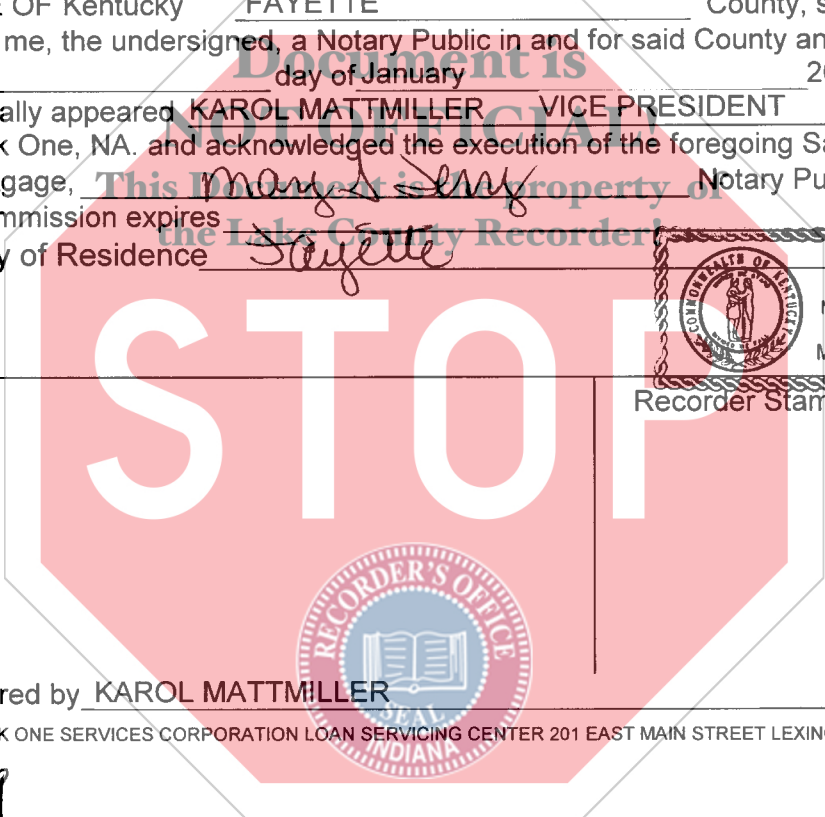 E OF Kentucky FAYETTE County, s
me, the undersigned, a Notary Public in and for said County an
Document is
day of January 20
ally appeared KAROL MATTMILLER VICE PRESIDENT
NOT OFFICIAL!
k One, NA. and acknowledged the execution of the foregoing Sa
This Document is the property of
gage, Mary S Notary Pu
mmission expires
the Lake County Recorder!
y of Residence Fayette
COMMONWEALTH OF KENTUCKY
STOP
Recorder Stam
RECORDER'S OFFICE
SEAL
INDIANA
red by KAROL MATTMILLER
K ONE SERVICES CORPORATION LOAN SERVICING CENTER 201 EAST MAIN STREET LEXIN